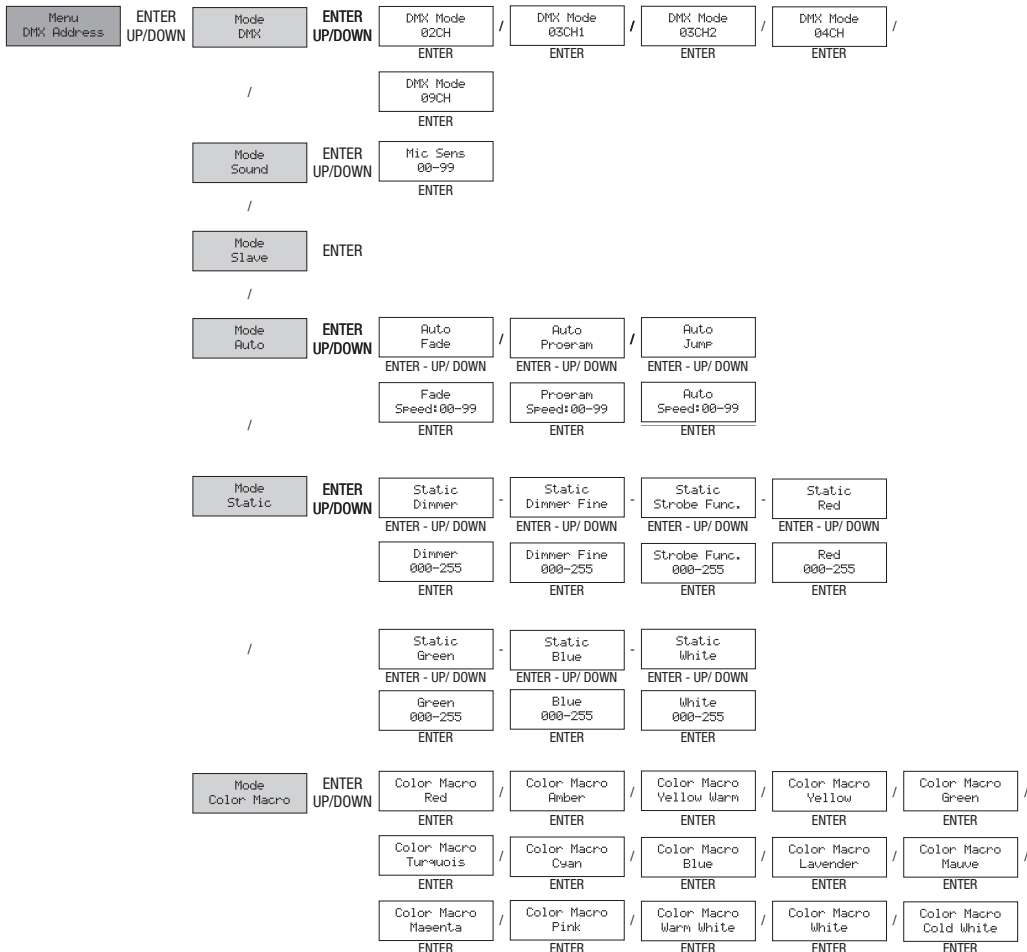 Menu
DMX Address
ENTER
UP/DOWN
Mode
DMX
ENTER
UP/DOWN
DMX Mode
02CH
ENTER
/
DMX Mode
03CH1
ENTER
/
DMX Mode
03CH2
ENTER
/
DMX Mode
04CH
ENTER
/
/
DMX Mode
09CH
ENTER
Mode
Sound
ENTER
UP/DOWN
Mic Sens
00-99
ENTER
/
Mode
Slave
ENTER
/
Mode
Auto
ENTER
UP/DOWN
Auto
Fade
ENTER - UP/ DOWN
/
Auto
Program
ENTER - UP/ DOWN
/
Auto
Jump
ENTER - UP/ DOWN
Fade
Speed:00-99
ENTER
Program
Speed:00-99
ENTER
Auto
Speed:00-99
ENTER
/
Mode
Static
ENTER
UP/DOWN
Static
Dimmer
ENTER - UP/ DOWN
-
Static
Dimmer Fine
ENTER - UP/ DOWN
-
Static
Strobe Func.
ENTER - UP/ DOWN
-
Static
Red
ENTER - UP/ DOWN
Dimmer
000-255
ENTER
Dimmer Fine
000-255
ENTER
Strobe Func.
000-255
ENTER
Red
000-255
ENTER
/
Static
Green
ENTER - UP/ DOWN
-
Static
Blue
ENTER - UP/ DOWN
-
Static
White
ENTER - UP/ DOWN
Green
000-255
ENTER
Blue
000-255
ENTER
White
000-255
ENTER
Mode
Color Macro
ENTER
UP/DOWN
Color Macro
Red
ENTER
/
Color Macro
Amber
ENTER
/
Color Macro
Yellow Warm
ENTER
/
Color Macro
Yellow
ENTER
/
Color Macro
Green
ENTER
/
Color Macro
Turquois
ENTER
/
Color Macro
Cyan
ENTER
/
Color Macro
Blue
ENTER
/
Color Macro
Lavender
ENTER
/
Color Macro
Mauve
ENTER
/
Color Macro
Magenta
ENTER
/
Color Macro
Pink
ENTER
/
Color Macro
Warm White
ENTER
/
Color Macro
White
ENTER
/
Color Macro
Cold White
ENTER